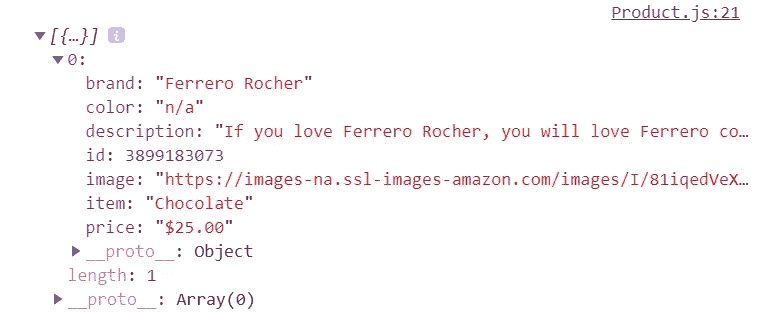 Product.js:21
▼[{…}] i
▼0:
brand: "Ferrero Rocher"
color: "n/a"
description: "If you love Ferrero Rocher, you will love Ferrero co…
id: 3899183073
image: "https://images-na.ssl-images-amazon.com/images/I/81iqedVeX…
item: "Chocolate"
price: "$25.00"
▶__proto__: Object
length: 1
▶__proto__: Array(0)